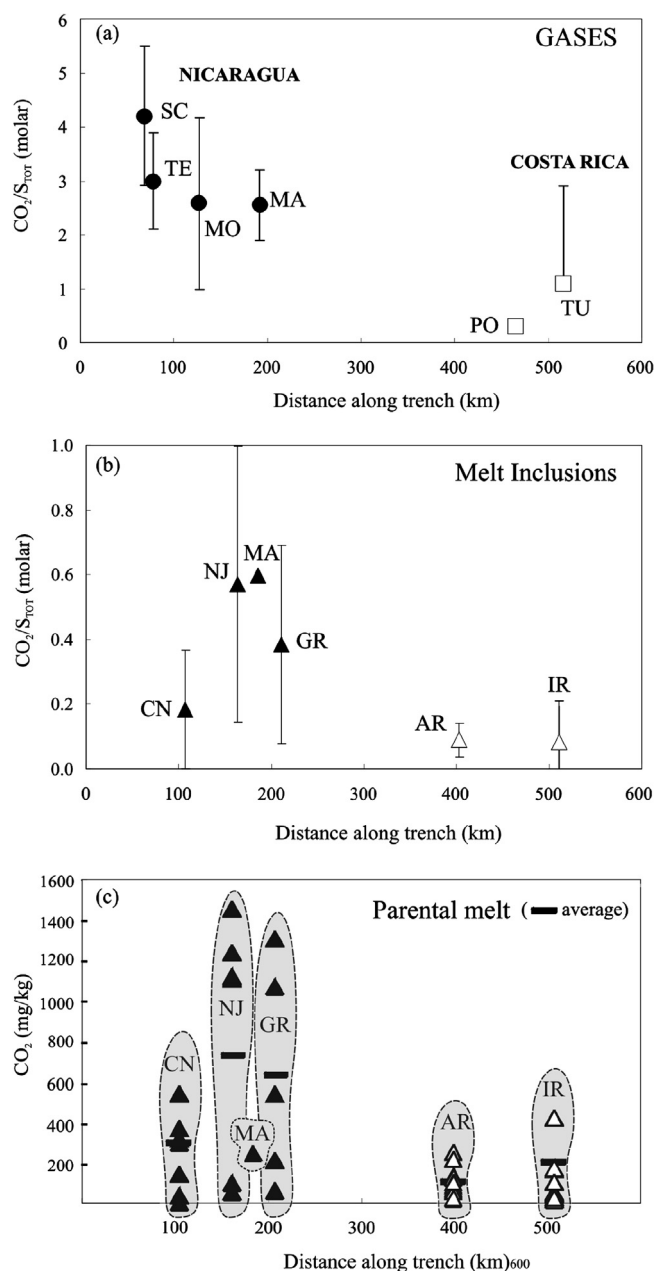 (a)
GASES
NICARAGUA
COSTA RICA
SC
TE
MO
MA
PO
TU
CO₂/S_TOT (molar)
6
5
4
3
2
1
0
0 100 200 300 400 500 600
Distance along trench (km)
(b)
Melt Inclusions
CN
NJ
MA
GR
AR
IR
CO₂/S_TOT (molar)
1.0
0.8
0.6
0.4
0.2
0.0
0 100 200 300 400 500 600
Distance along trench (km)
(c)
Parental melt ( average)
CN
NJ
MA
GR
AR
IR
CO₂ (mg/kg)
1600
1400
1200
1000
800
600
400
200
100 200 300 400 500
Distance along trench (km)600